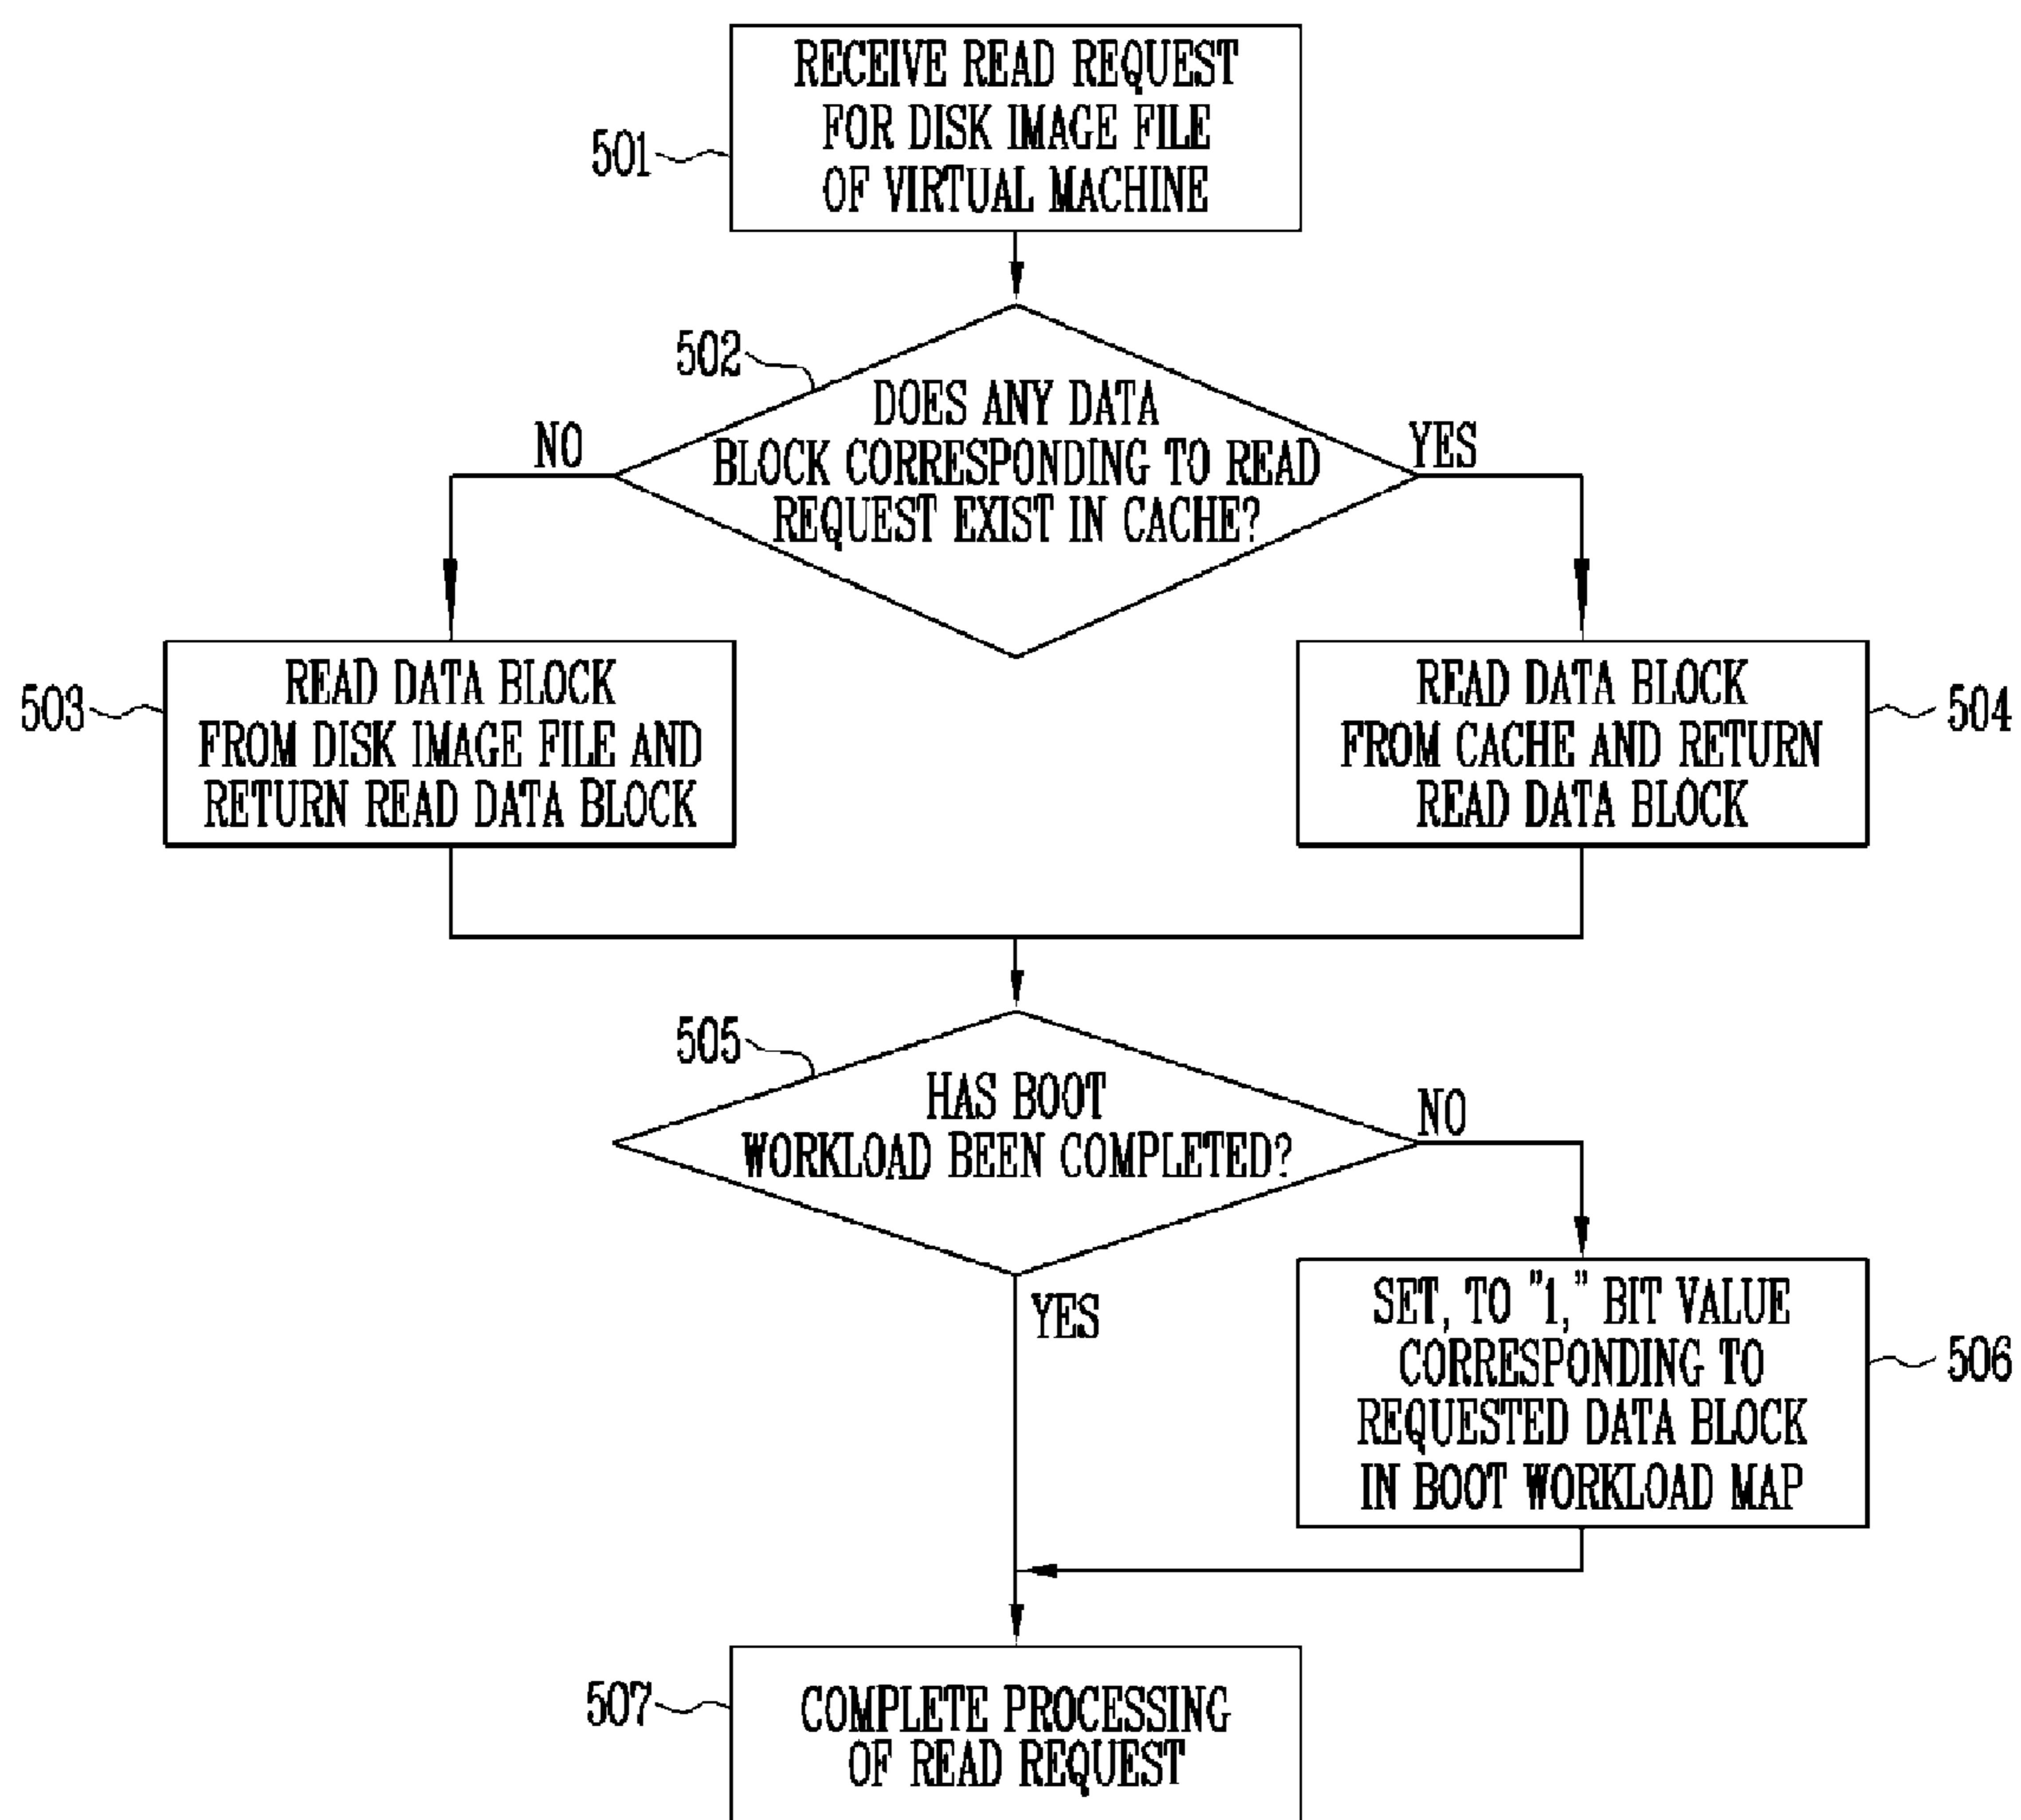 RECEIVE READ REQUEST
FOR DISK IMAGE FILE
OF VIRTUAL MACHINE
501
502
DOES ANY DATA
BLOCK CORRESPONDING TO READ
REQUEST EXIST IN CACHE?
NO
YES
503
READ DATA BLOCK
FROM DISK IMAGE FILE AND
RETURN READ DATA BLOCK
READ DATA BLOCK
FROM CACHE AND RETURN
READ DATA BLOCK
504
505
HAS BOOT
WORKLOAD BEEN COMPLETED?
NO
YES
SET, TO "1," BIT VALUE
CORRESPONDING TO
REQUESTED DATA BLOCK
IN BOOT WORKLOAD MAP
506
507
COMPLETE PROCESSING
OF READ REQUEST